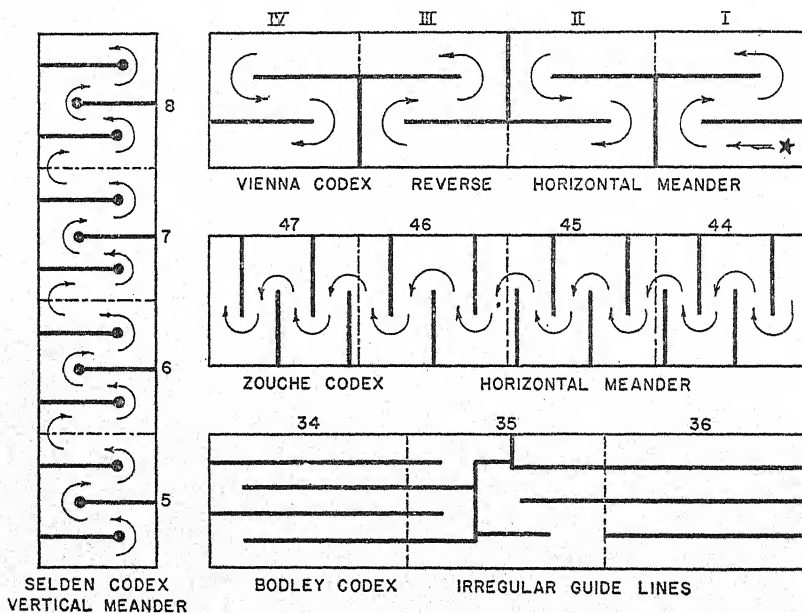 IV III II I
VIENNA CODEX REVERSE HORIZONTAL MEANDER
8
7
6
5
SELDEN CODEX
VERTICAL MEANDER
47 46 45 44
ZOUCHE CODEX HORIZONTAL MEANDER
34 35 36
BODLEY CODEX IRREGULAR GUIDE LINES